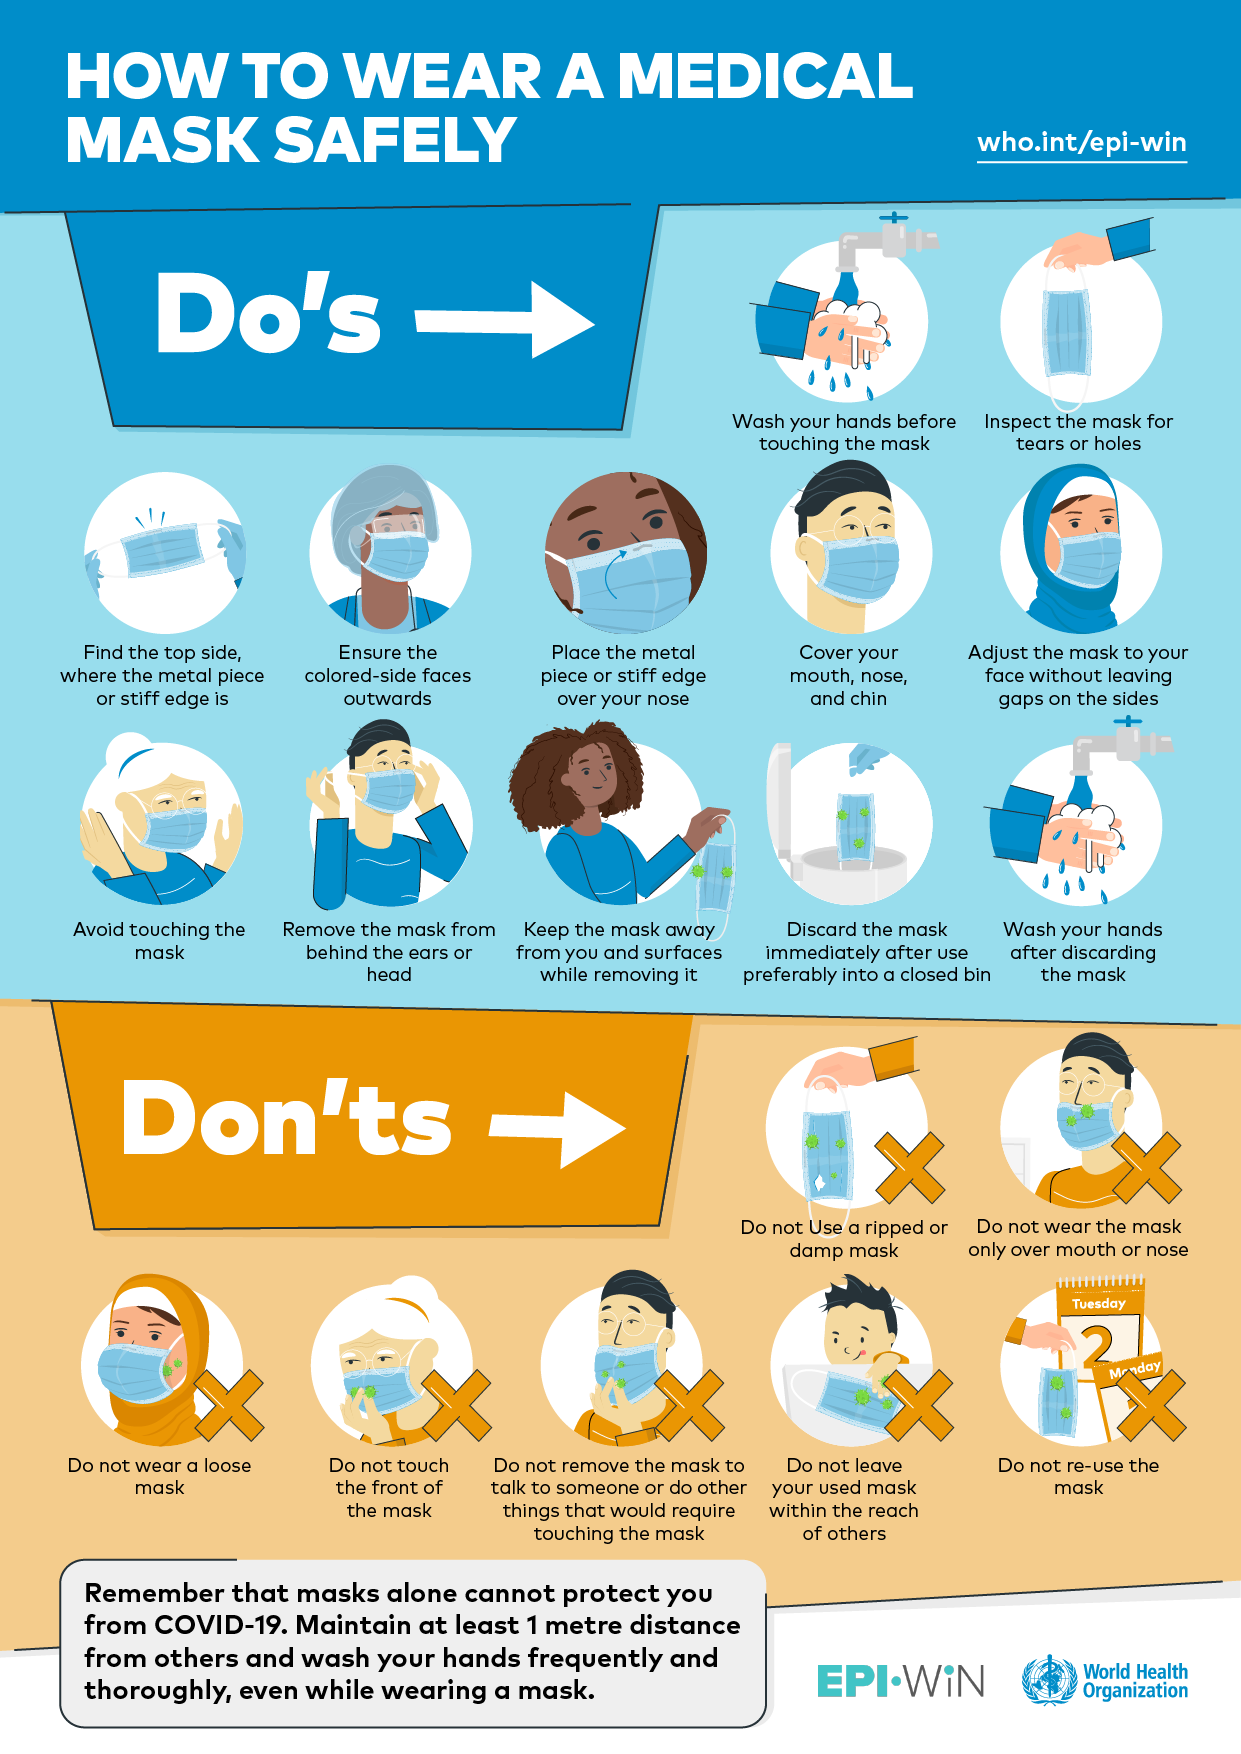 HOW TO WEAR A MEDICAL
MASK SAFELY
who.int/epi-win
Do's
Wash your hands before
touching the mask
Inspect the mask for
tears or holes
Find the top side,
where the metal piece
or stiff edge is
Ensure the
colored-side faces
outwards
Place the metal
piece or stiff edge
over your nose
Cover your
mouth, nose,
and chin
Adjust the mask to your
face without leaving
gaps on the sides
Avoid touching the
mask
Remove the mask from
behind the ears or
head
Keep the mask away
from you and surfaces
while removing it
Discard the mask
immediately after use
preferably into a closed bin
Wash your hands
after discarding
the mask
Don'ts
Do not Use a ripped or
damp mask
Do not wear the mask
only over mouth or nose
Do not wear a loose
mask
Do not touch
the front of
the mask
Do not remove the mask to
talk to someone or do other
things that would require
touching the mask
Do not leave
your used mask
within the reach
of others
Tuesday
2
Monday
Do not re-use the
mask
Remember that masks alone cannot protect you
from COVID-19. Maintain at least 1 metre distance
from others and wash your hands frequently and
thoroughly, even while wearing a mask.
EPI·WiN
World Health
Organization